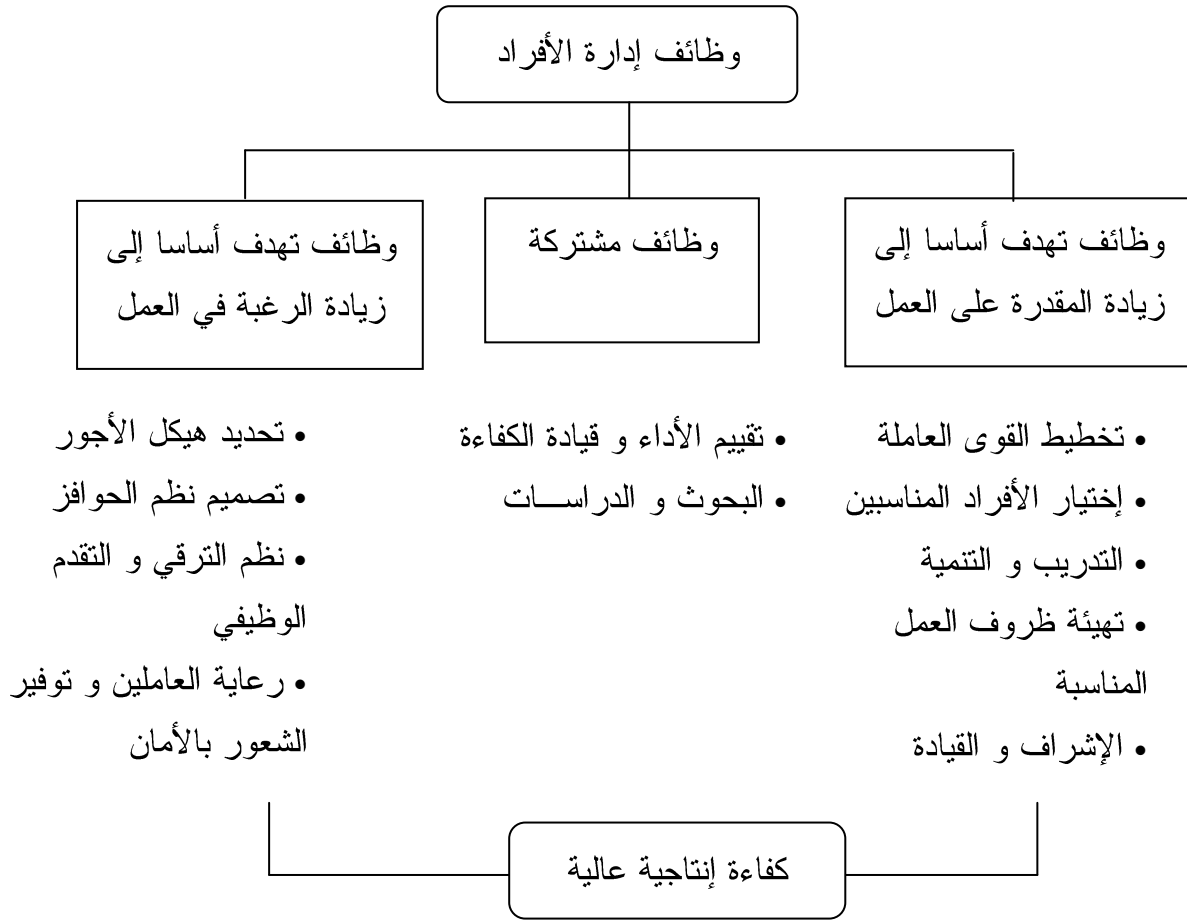 وظائف إدارة الأفراد
وظائف تهدف أساسا إلى
زيادة المقدرة على العمل
وظائف مشتركة
وظائف تهدف أساسا إلى
زيادة الرغبة في العمل
• تخطيط القوى العاملة
• إختيار الأفراد المناسبين
• التدريب و التنمية
• تهيئة ظروف العمل
المناسبة
• الإشراف و القيادة
• تقييم الأداء و قيادة الكفاءة
• البحوث و الدراســات
• تحديد هيكل الأجور
• تصميم نظم الحوافز
• نظم الترقي و التقدم
الوظيفي
• رعاية العاملين و توفير
الشعور بالأمان
كفاءة إنتاجية عالية